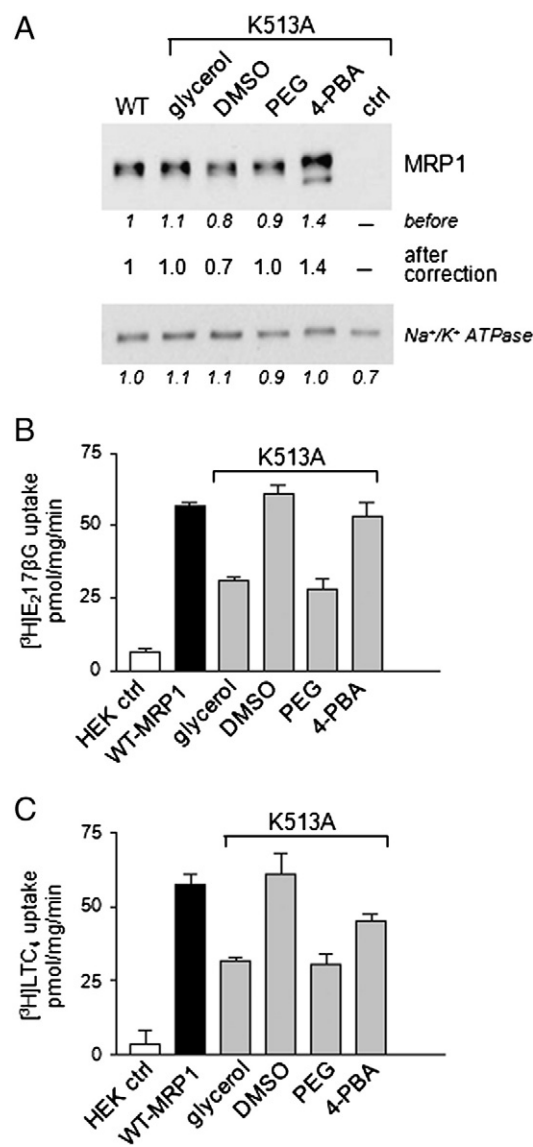 A
K513A
WT glycerol DMSO PEG 4-PBA ctrl
MRP1
1 1.1 0.8 0.9 1.4 – before
1 1.0 0.7 1.0 1.4 – after correction
Na⁺/K⁺ ATPase
1.0 1.1 1.1 0.9 1.0 0.7
B
K513A
[³H]E₂17βG uptake
pmol/mg/min
75
50
25
0
HEK ctrl WT-MRP1 glycerol DMSO PEG 4-PBA
C
K513A
[³H]LTC₄ uptake
pmol/mg/min
75
50
25
0
HEK ctrl WT-MRP1 glycerol DMSO PEG 4-PBA